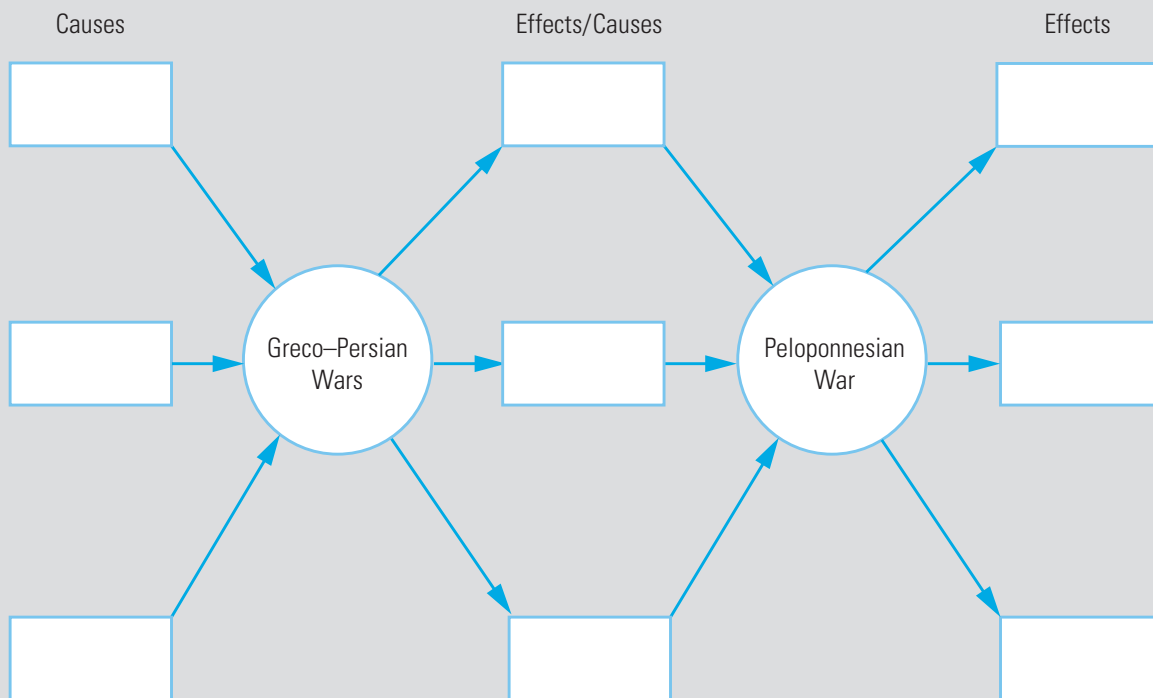 Causes
Effects/Causes
Effects
Greco–Persian
Wars
Peloponnesian
War